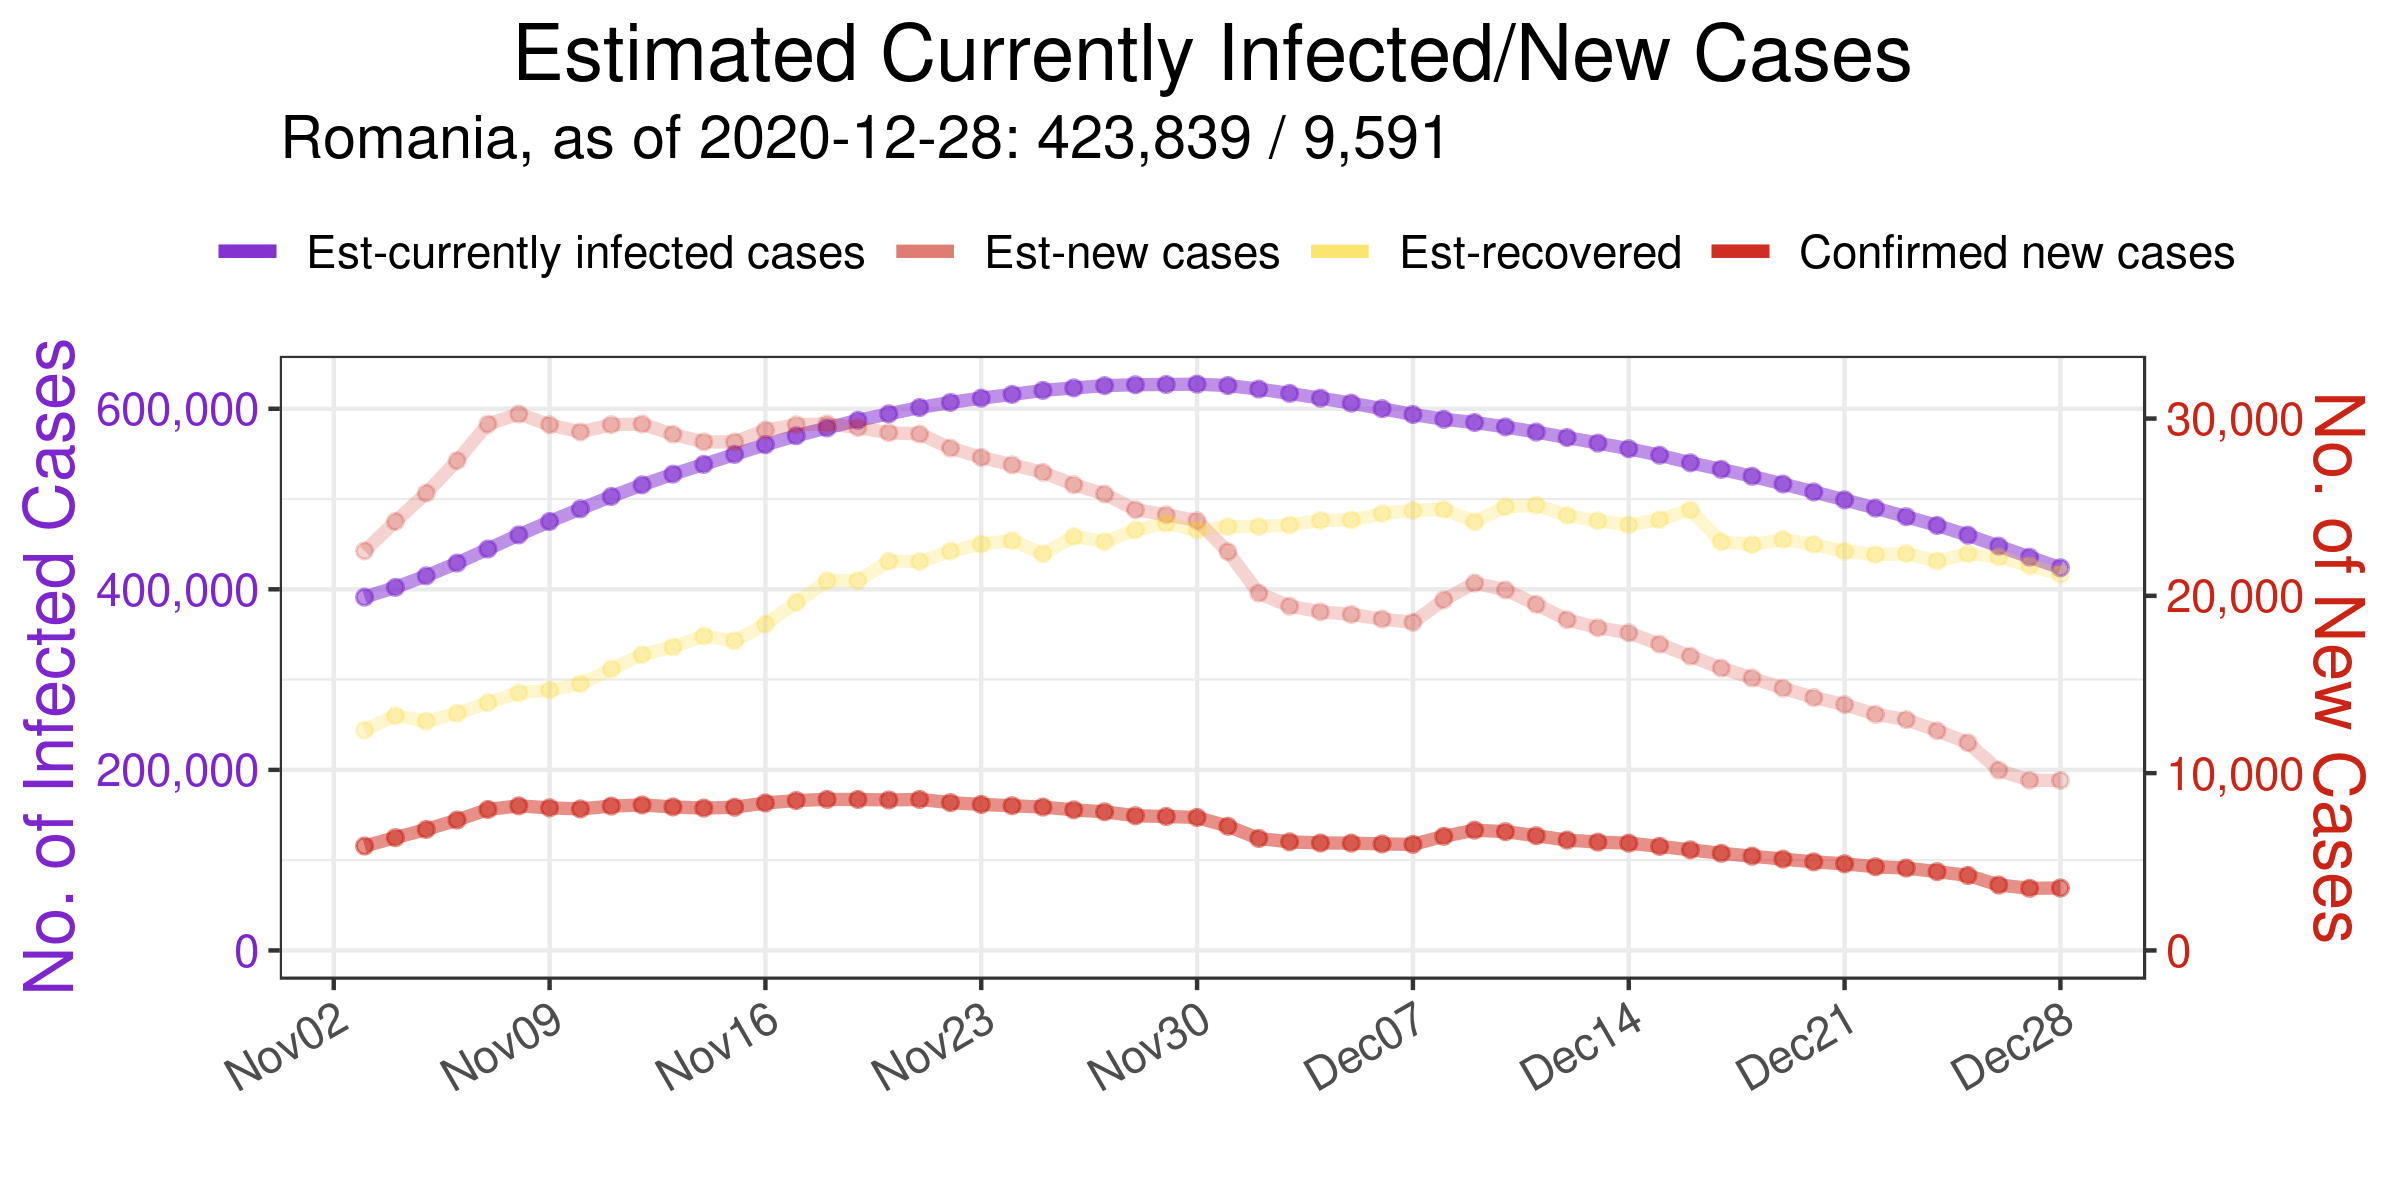 Estimated Currently Infected/New Cases
Romania, as of 2020-12-28: 423,839 / 9,591
Est-currently infected cases Est-new cases Est-recovered Confirmed new cases
No. of Infected Cases
600,000
400,000
200,000
0
30,000
20,000
10,000
0
No. of New Cases
Nov02 Nov09 Nov16 Nov23 Nov30 Dec07 Dec14 Dec21 Dec28